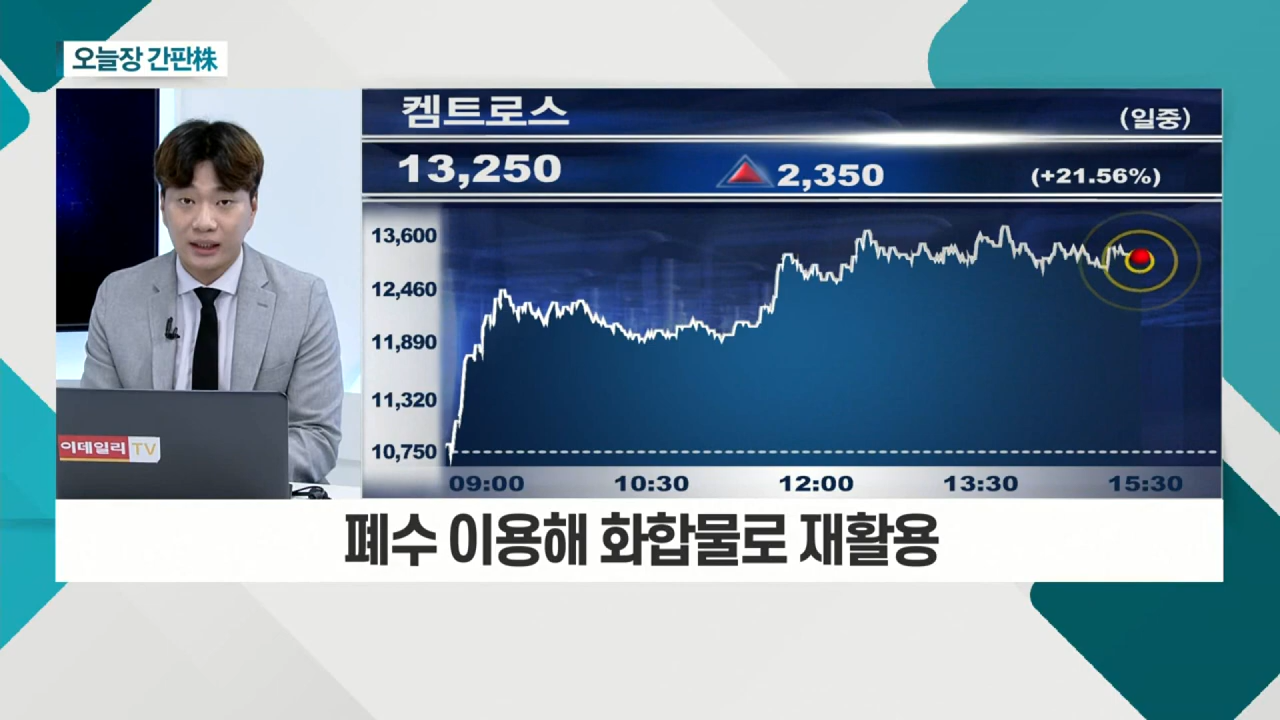 오늘장 간판株
켐트로스
(일중)
13,250
2,350
(+21.56%)
13,600
12,460
11,890
11,320
10,750
09:00
10:30
12:00
13:30
15:30
이데일리 TV
폐수 이용해 화합물로 재활용